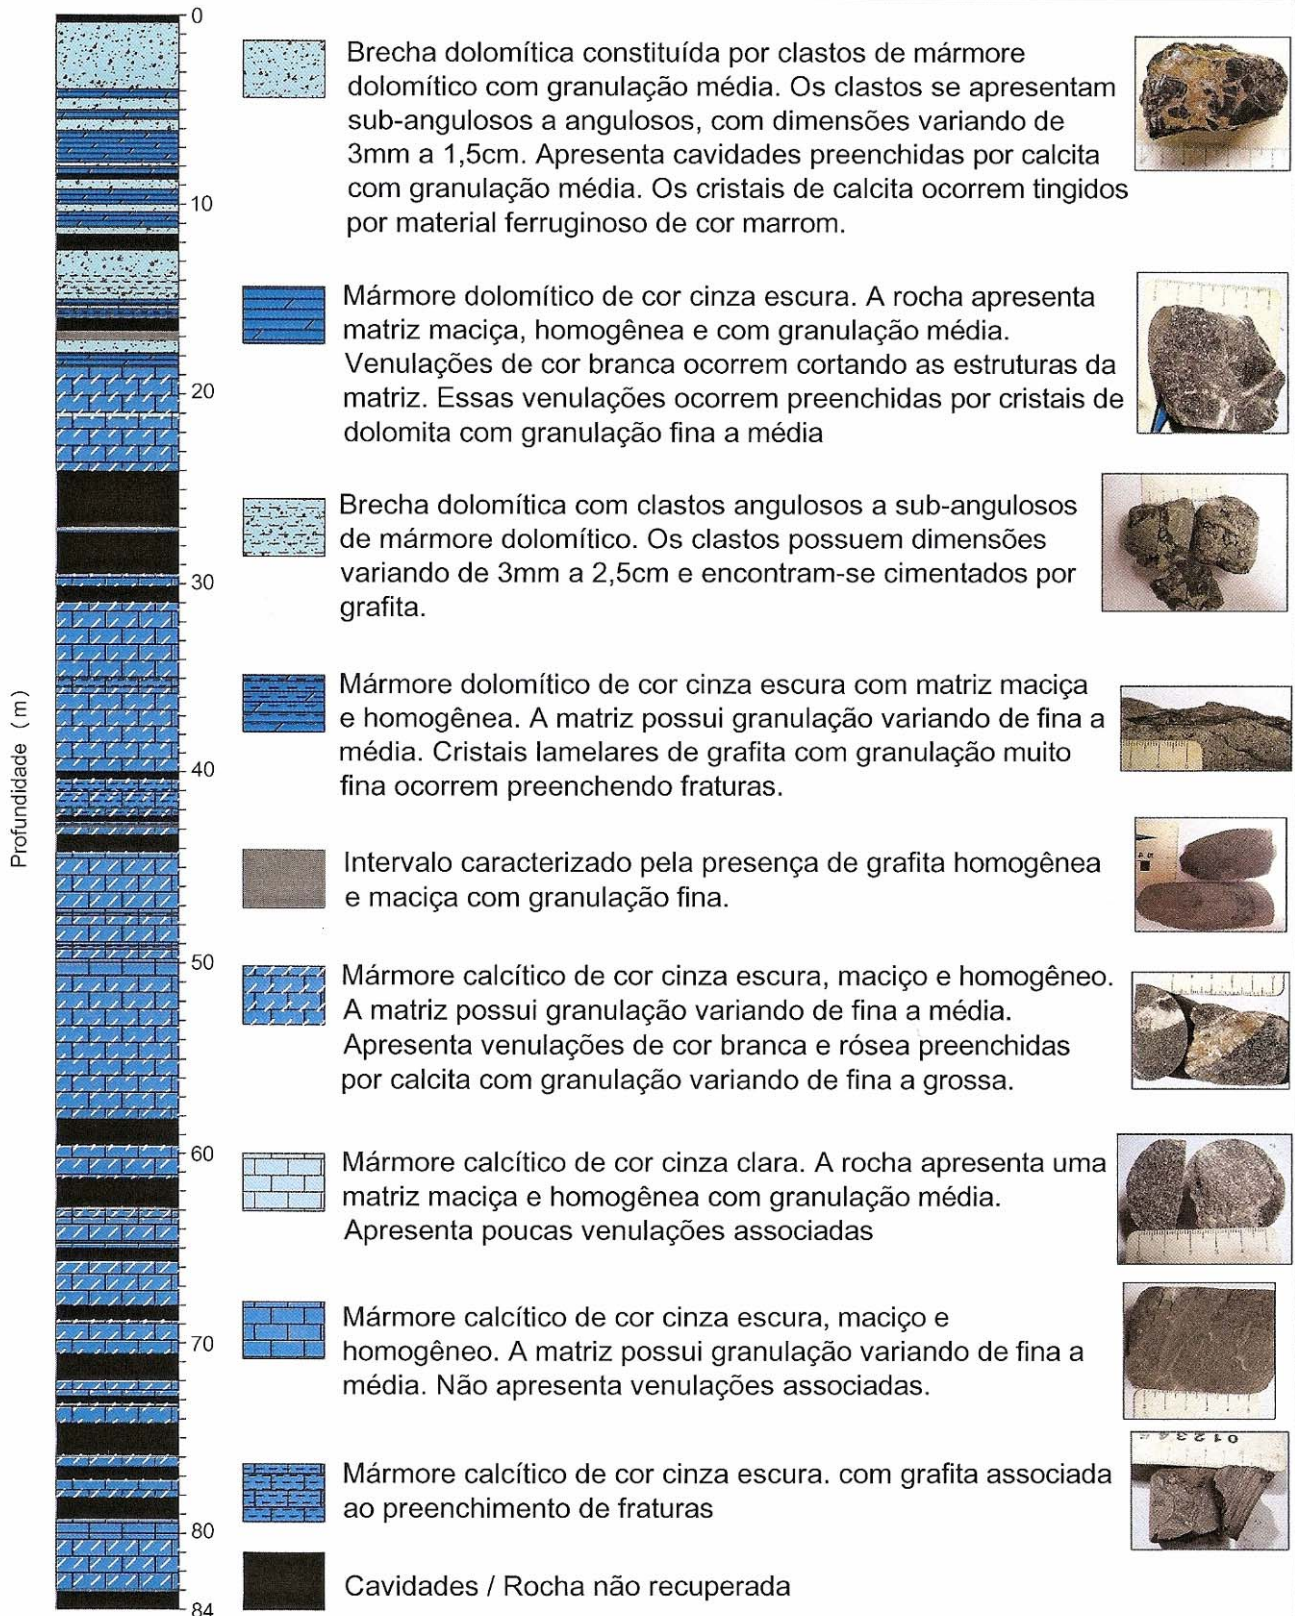 0
10
20
30
40
50
60
70
80
84
Profundidade (m)
Brecha dolomítica constituída por clastos de mármore
dolomítico com granulação média. Os clastos se apresentam
sub-angulosos a angulosos, com dimensões variando de
3mm a 1,5cm. Apresenta cavidades preenchidas por calcita
com granulação média. Os cristais de calcita ocorrem tingidos
por material ferruginoso de cor marrom.
Mármore dolomítico de cor cinza escura. A rocha apresenta
matriz maciça, homogênea e com granulação média.
Venulações de cor branca ocorrem cortando as estruturas da
matriz. Essas venulações ocorrem preenchidas por cristais de
dolomita com granulação fina a média
Brecha dolomítica com clastos angulosos a sub-angulosos
de mármore dolomítico. Os clastos possuem dimensões
variando de 3mm a 2,5cm e encontram-se cimentados por
grafita.
Mármore dolomítico de cor cinza escura com matriz maciça
e homogênea. A matriz possui granulação variando de fina a
média. Cristais lamelares de grafita com granulação muito
fina ocorrem preenchendo fraturas.
Intervalo caracterizado pela presença de grafita homogênea
e maciça com granulação fina.
Mármore calcítico de cor cinza escura, maciço e homogêneo.
A matriz possui granulação variando de fina a média.
Apresenta venulações de cor branca e rósea preenchidas
por calcita com granulação variando de fina a grossa.
Mármore calcítico de cor cinza clara. A rocha apresenta uma
matriz maciça e homogênea com granulação média.
Apresenta poucas venulações associadas
Mármore calcítico de cor cinza escura, maciço e
homogêneo. A matriz possui granulação variando de fina a
média. Não apresenta venulações associadas.
Mármore calcítico de cor cinza escura. com grafita associada
ao preenchimento de fraturas
Cavidades / Rocha não recuperada